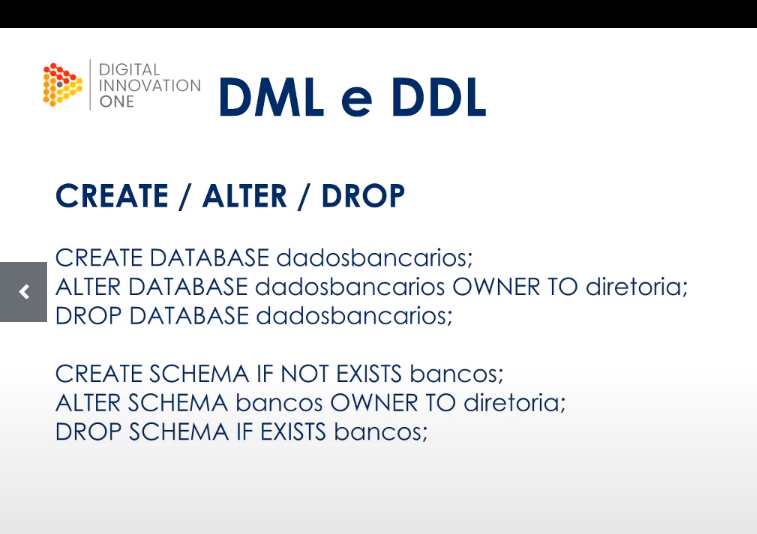 DIGITAL
INNOVATION
ONE
DML e DDL
CREATE / ALTER / DROP
CREATE DATABASE dadosbancarios;
ALTER DATABASE dadosbancarios OWNER TO diretoria;
DROP DATABASE dadosbancarios;
CREATE SCHEMA IF NOT EXISTS bancos;
ALTER SCHEMA bancos OWNER TO diretoria;
DROP SCHEMA IF EXISTS bancos;